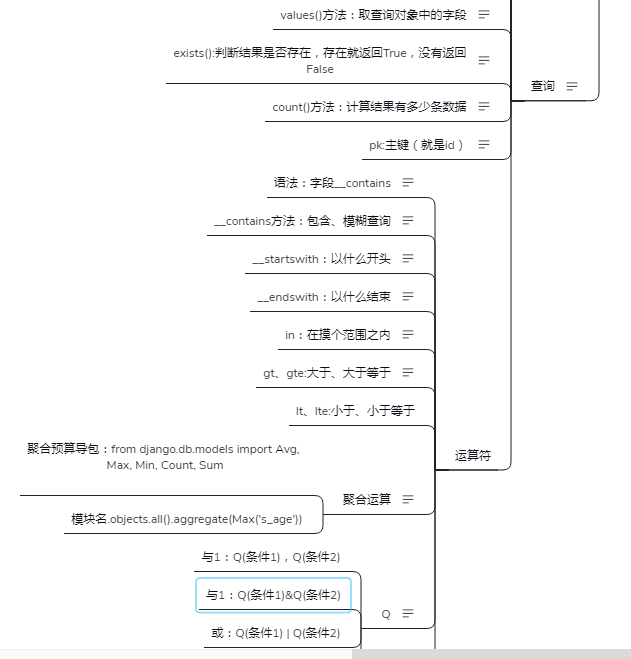 values()方法：取查询对象中的字段
exists():判断结果是否存在，存在就返回True，没有返回
False
查询
count()方法：计算结果有多少条数据
pk:主键（就是id）
语法：字段__contains
__contains方法：包含、模糊查询
__startswith：以什么开头
__endswith：以什么结束
in：在摸个范围之内
gt、gte:大于、大于等于
lt、lte:小于、小于等于
聚合预算导包：from django.db.models import Avg,
Max, Min, Count, Sum
运算符
聚合运算
模块名.objects.all().aggregate(Max('s_age'))
与1：Q(条件1)，Q(条件2)
与1：Q(条件1)&Q(条件2)
Q
或：Q(条件1) | Q(条件2)